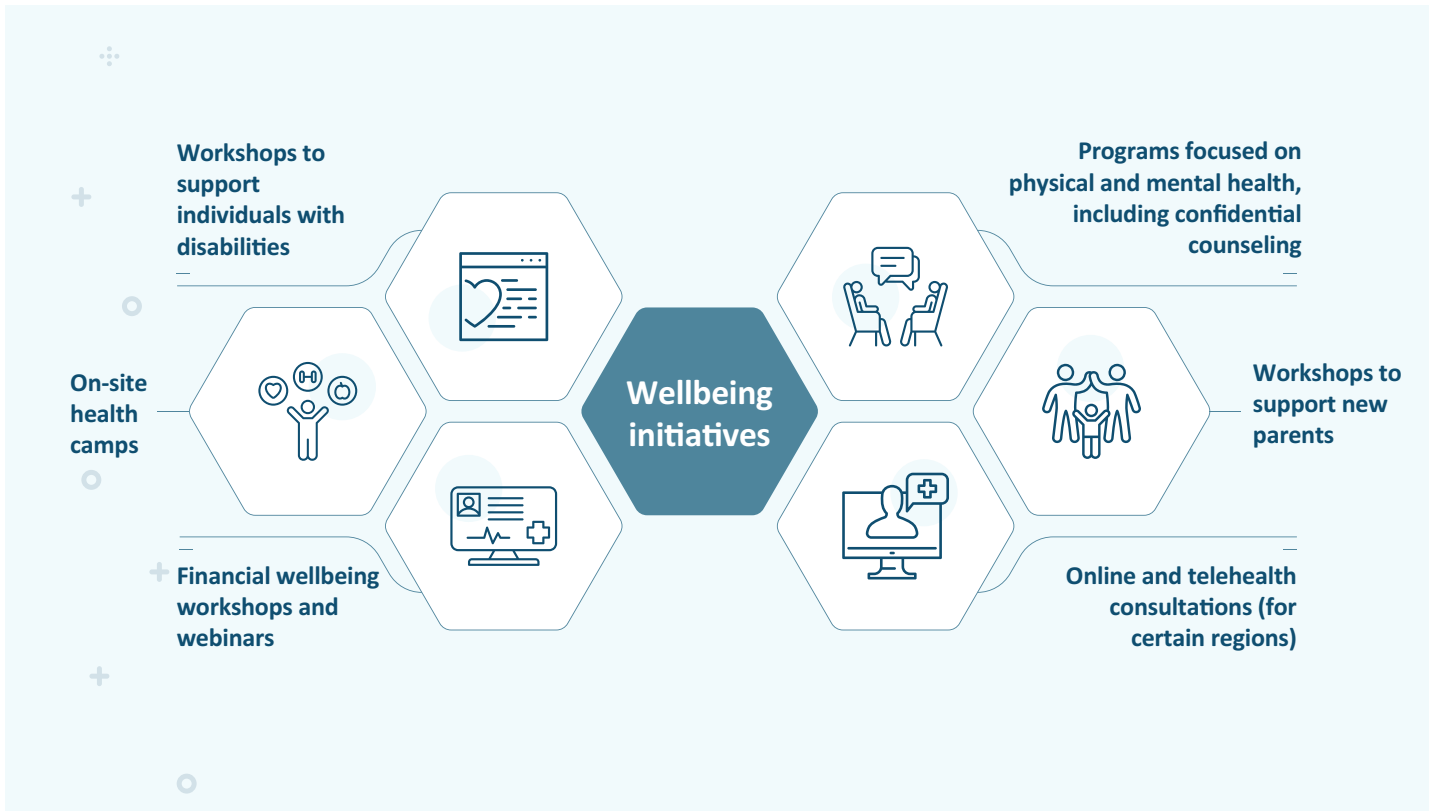 Workshops to
support
individuals with
disabilities
Programs focused on
physical and mental health,
including confidential
counseling
On-site
health
camps
Wellbeing
initiatives
Workshops to
support new
parents
Financial wellbeing
workshops and
webinars
Online and telehealth
consultations (for
certain regions)